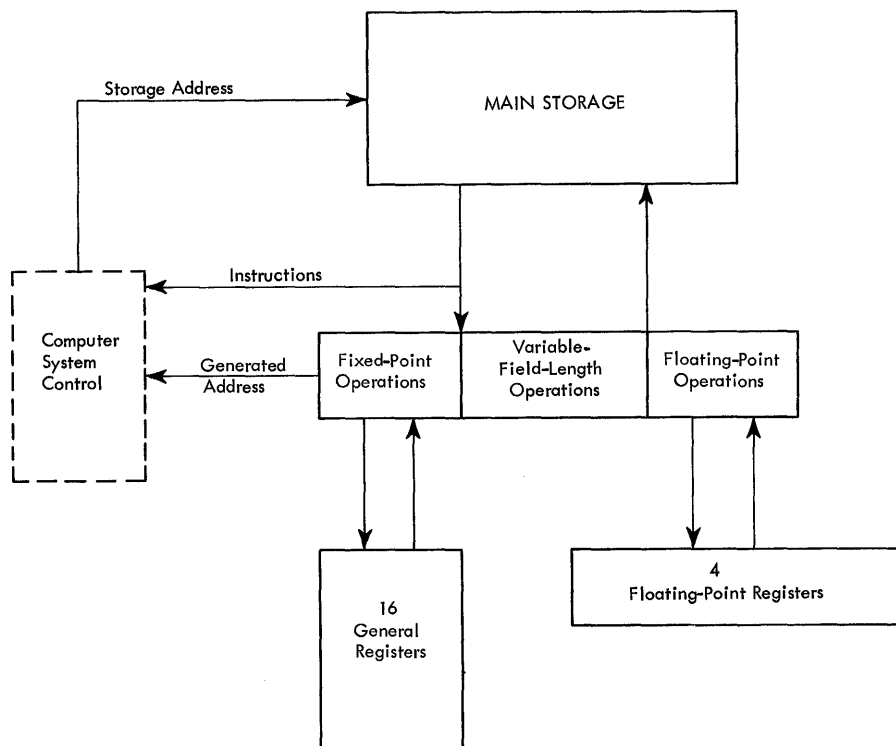 Storage Address
MAIN STORAGE
Instructions
Computer
System
Control
Generated
Address
Fixed-Point
Operations
Variable-
Field-Length
Operations
Floating-Point
Operations
16
General
Registers
4
Floating-Point Registers